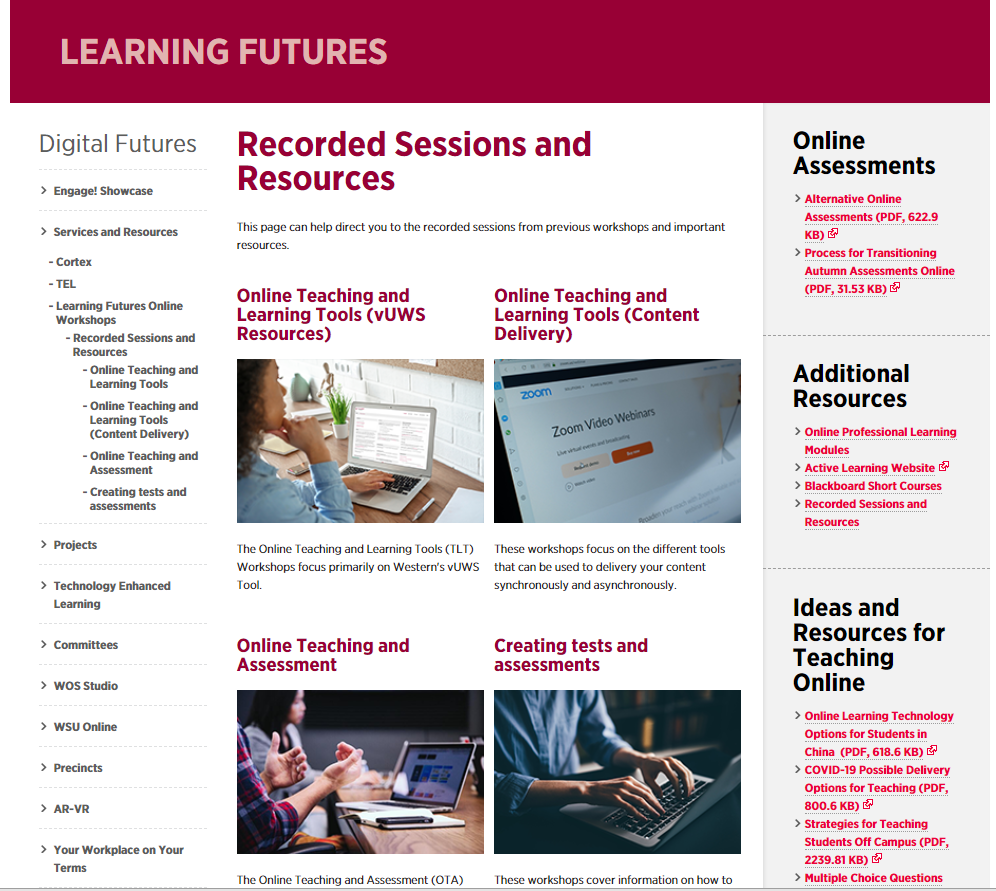 LEARNING FUTURES
Digital Futures
Engage! Showcase
Services and Resources
- Cortex
- TEL
- Learning Futures Online
Workshops
- Recorded Sessions and
Resources
- Online Teaching and
Learning Tools
- Online Teaching and
Learning Tools
(Content Delivery)
- Online Teaching and
Assessment
- Creating tests and
assessments
Projects
Technology Enhanced
Learning
Committees
WOS Studio
WSU Online
Precincts
AR-VR
Your Workplace on Your
Terms
Recorded Sessions and
Resources
This page can help direct you to the recorded sessions from previous workshops and important
resources.
Online Teaching and
Learning Tools (vUWS
Resources)
The Online Teaching and Learning Tools (TLT)
Workshops focus primarily on Western's vUWS
Tool.
Online Teaching and
Learning Tools (Content
Delivery)
zoom
Zoom Video Webinars
Live virtual events and broadcasting
Request demo
Buy now
Watch video
These workshops focus on the different tools
that can be used to delivery your content
synchronously and asynchronously.
Online Teaching and
Assessment
The Online Teaching and Assessment (OTA)
Creating tests and
assessments
These workshops cover information on how to
Online
Assessments
Alternative Online
Assessments (PDF, 622.9
KB)
Process for Transitioning
Autumn Assessments Online
(PDF, 31.53 KB)
Additional
Resources
Online Professional Learning
Modules
Active Learning Website
Blackboard Short Courses
Recorded Sessions and
Resources
Ideas and
Resources for
Teaching
Online
Online Learning Technology
Options for Students in
China (PDF, 618.6 KB)
COVID-19 Possible Delivery
Options for Teaching (PDF,
800.6 KB)
Strategies for Teaching
Students Off Campus (PDF,
2239.81 KB)
Multiple Choice Questions